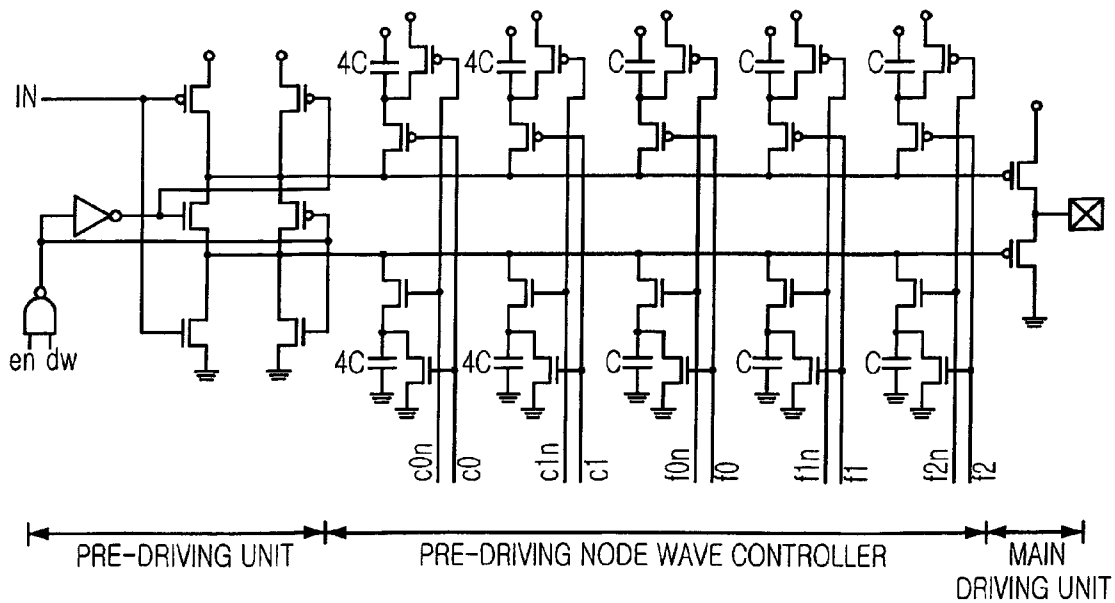 4C 4C C C C
IN
en dw
4C 4C C C C
c0n c0 c1n c1 f0n f0 f1n f1 f2n f2
PRE-DRIVING UNIT PRE-DRIVING NODE WAVE CONTROLLER MAIN
DRIVING UNIT